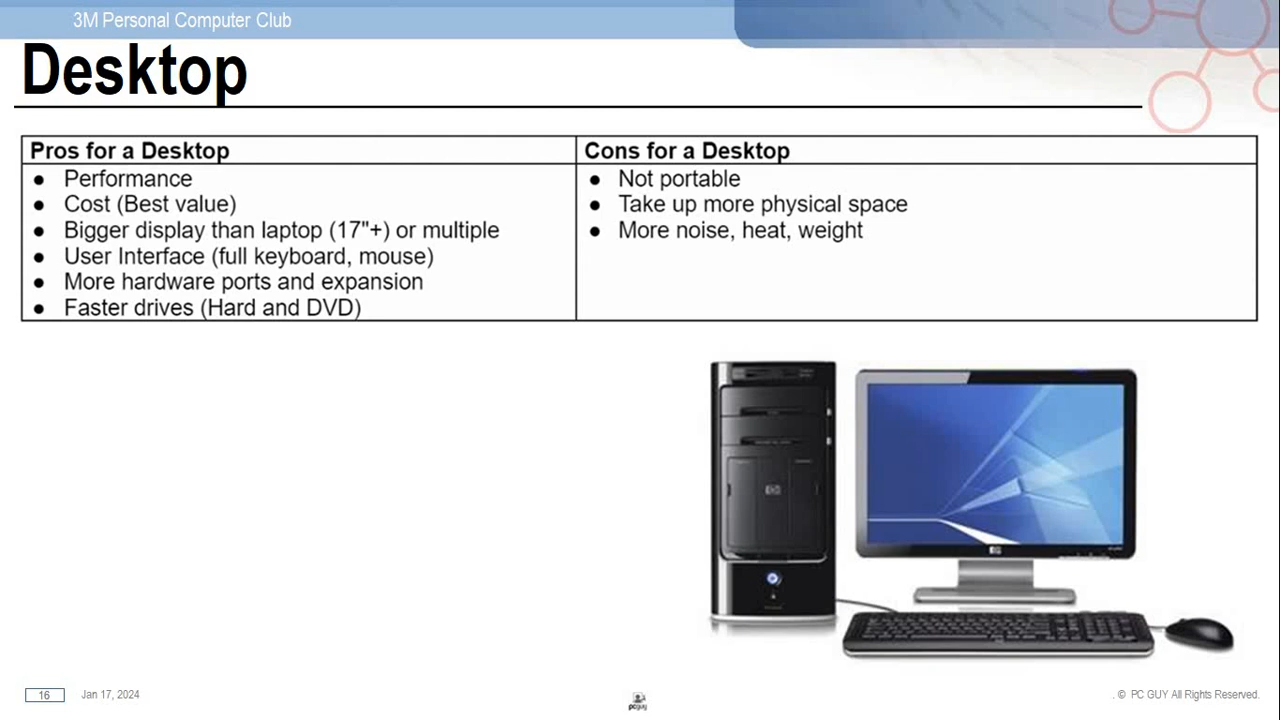 3M Personal Computer Club
Desktop
Pros for a Desktop
● Performance
● Cost (Best value)
● Bigger display than laptop (17"+) or multiple
● User Interface (full keyboard, mouse)
● More hardware ports and expansion
● Faster drives (Hard and DVD)
Cons for a Desktop
● Not portable
● Take up more physical space
● More noise, heat, weight
hp
hp
16
Jan 17, 2024
. © PC GUY All Rights Reserved.